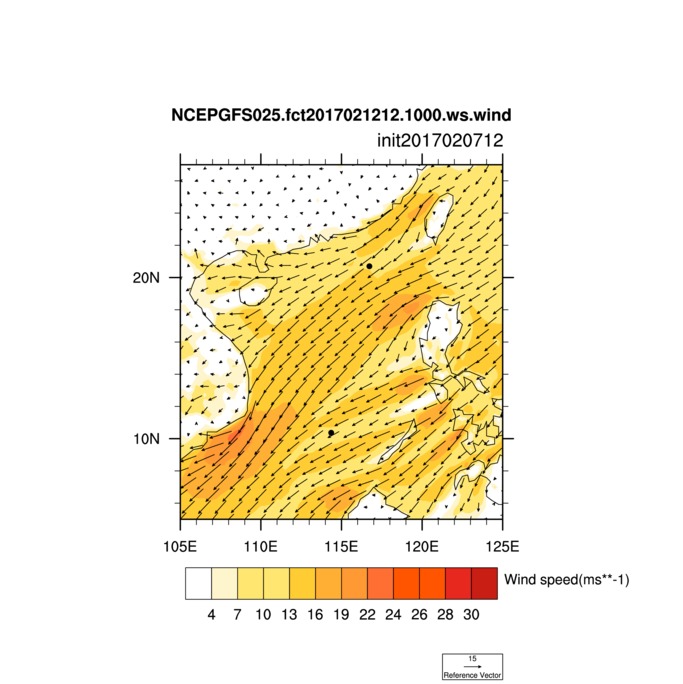 NCEPGFS025.fct2017021212.1000.ws.wind
init2017020712
20N
10N
105E 110E 115E 120E 125E
Wind speed(ms**-1)
4 7 10 13 16 19 22 24 26 28 30
15
Reference Vector